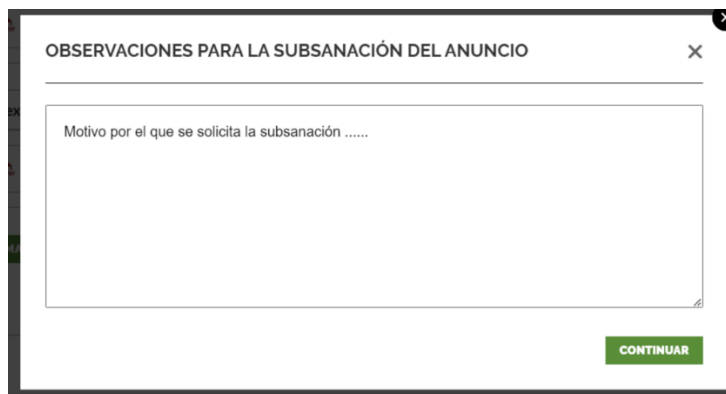 OBSERVACIONES PARA LA SUBSANACIÓN DEL ANUNCIO
Motivo por el que se solicita la subsanación ......
CONTINUAR